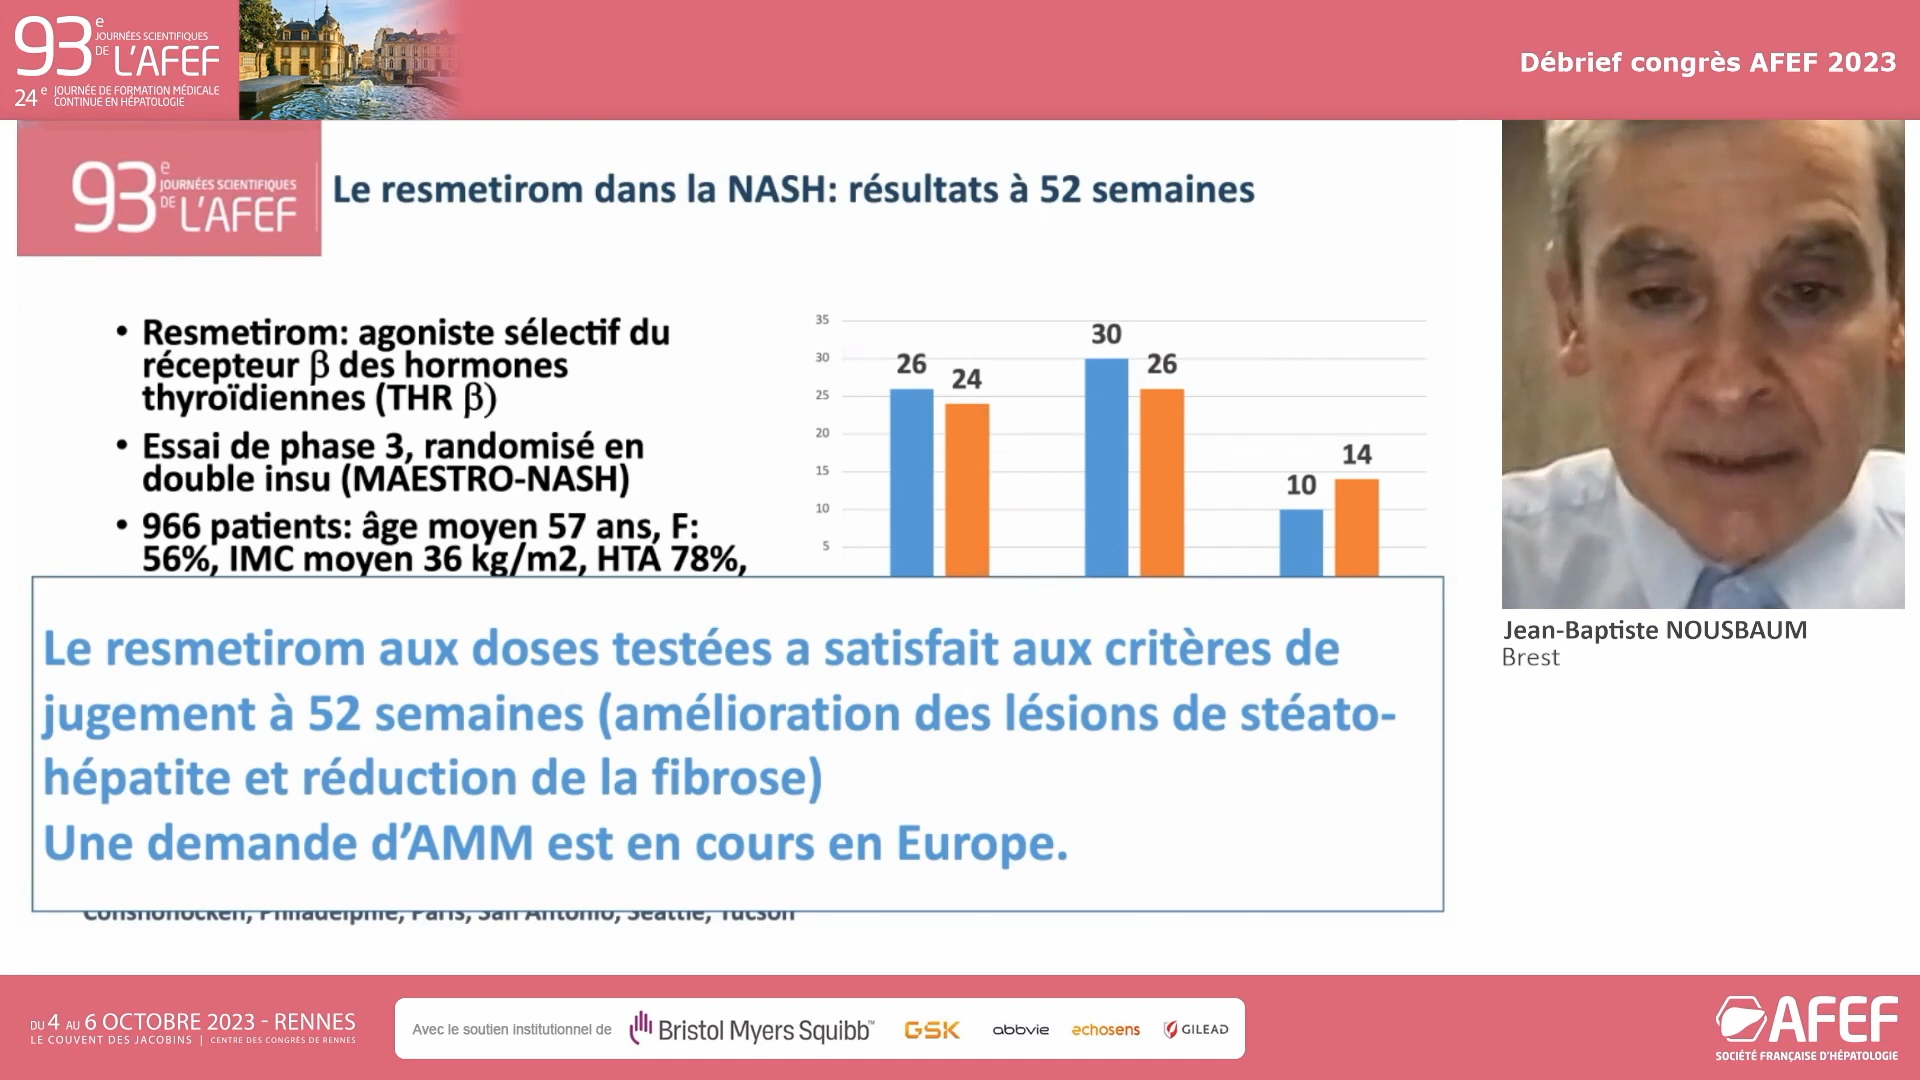 93e JOURNÉES SCIENTIFIQUES
DE L'AFEF
24e JOURNÉE DE FORMATION MÉDICALE
CONTINUE EN HÉPATOLOGIE
Débrief congrès AFEF 2023
93e JOURNÉES SCIENTIFIQUES
DE L'AFEF
Le resmetirom dans la NASH: résultats à 52 semaines
• Resmetirom: agoniste sélectif du
récepteur β des hormones
thyroïdiennes (THR β)
• Essai de phase 3, randomisé en
double insu (MAESTRO-NASH)
• 966 patients: âge moyen 57 ans, F:
56%, IMC moyen 36 kg/m2, HTA 78%,
35
30
25
20
15
10
5
26
24
30
26
10
14
Le resmetirom aux doses testées a satisfait aux critères de
jugement à 52 semaines (amélioration des lésions de stéato-
hépatite et réduction de la fibrose)
Une demande d'AMM est en cours en Europe.
Conshohocken, Philadelphie, Paris, San Antonio, Seattle, Tucson
Jean-Baptiste NOUSBAUM
Brest
DU 4 AU 6 OCTOBRE 2023 - RENNES
LE COUVENT DES JACOBINS | CENTRE DES CONGRÈS DE RENNES
Avec le soutien institutionnel de
Bristol Myers Squibb™
GSK
abbvie
echosens
GILEAD
AFEF
SOCIÉTÉ FRANÇAISE D'HÉPATOLOGIE